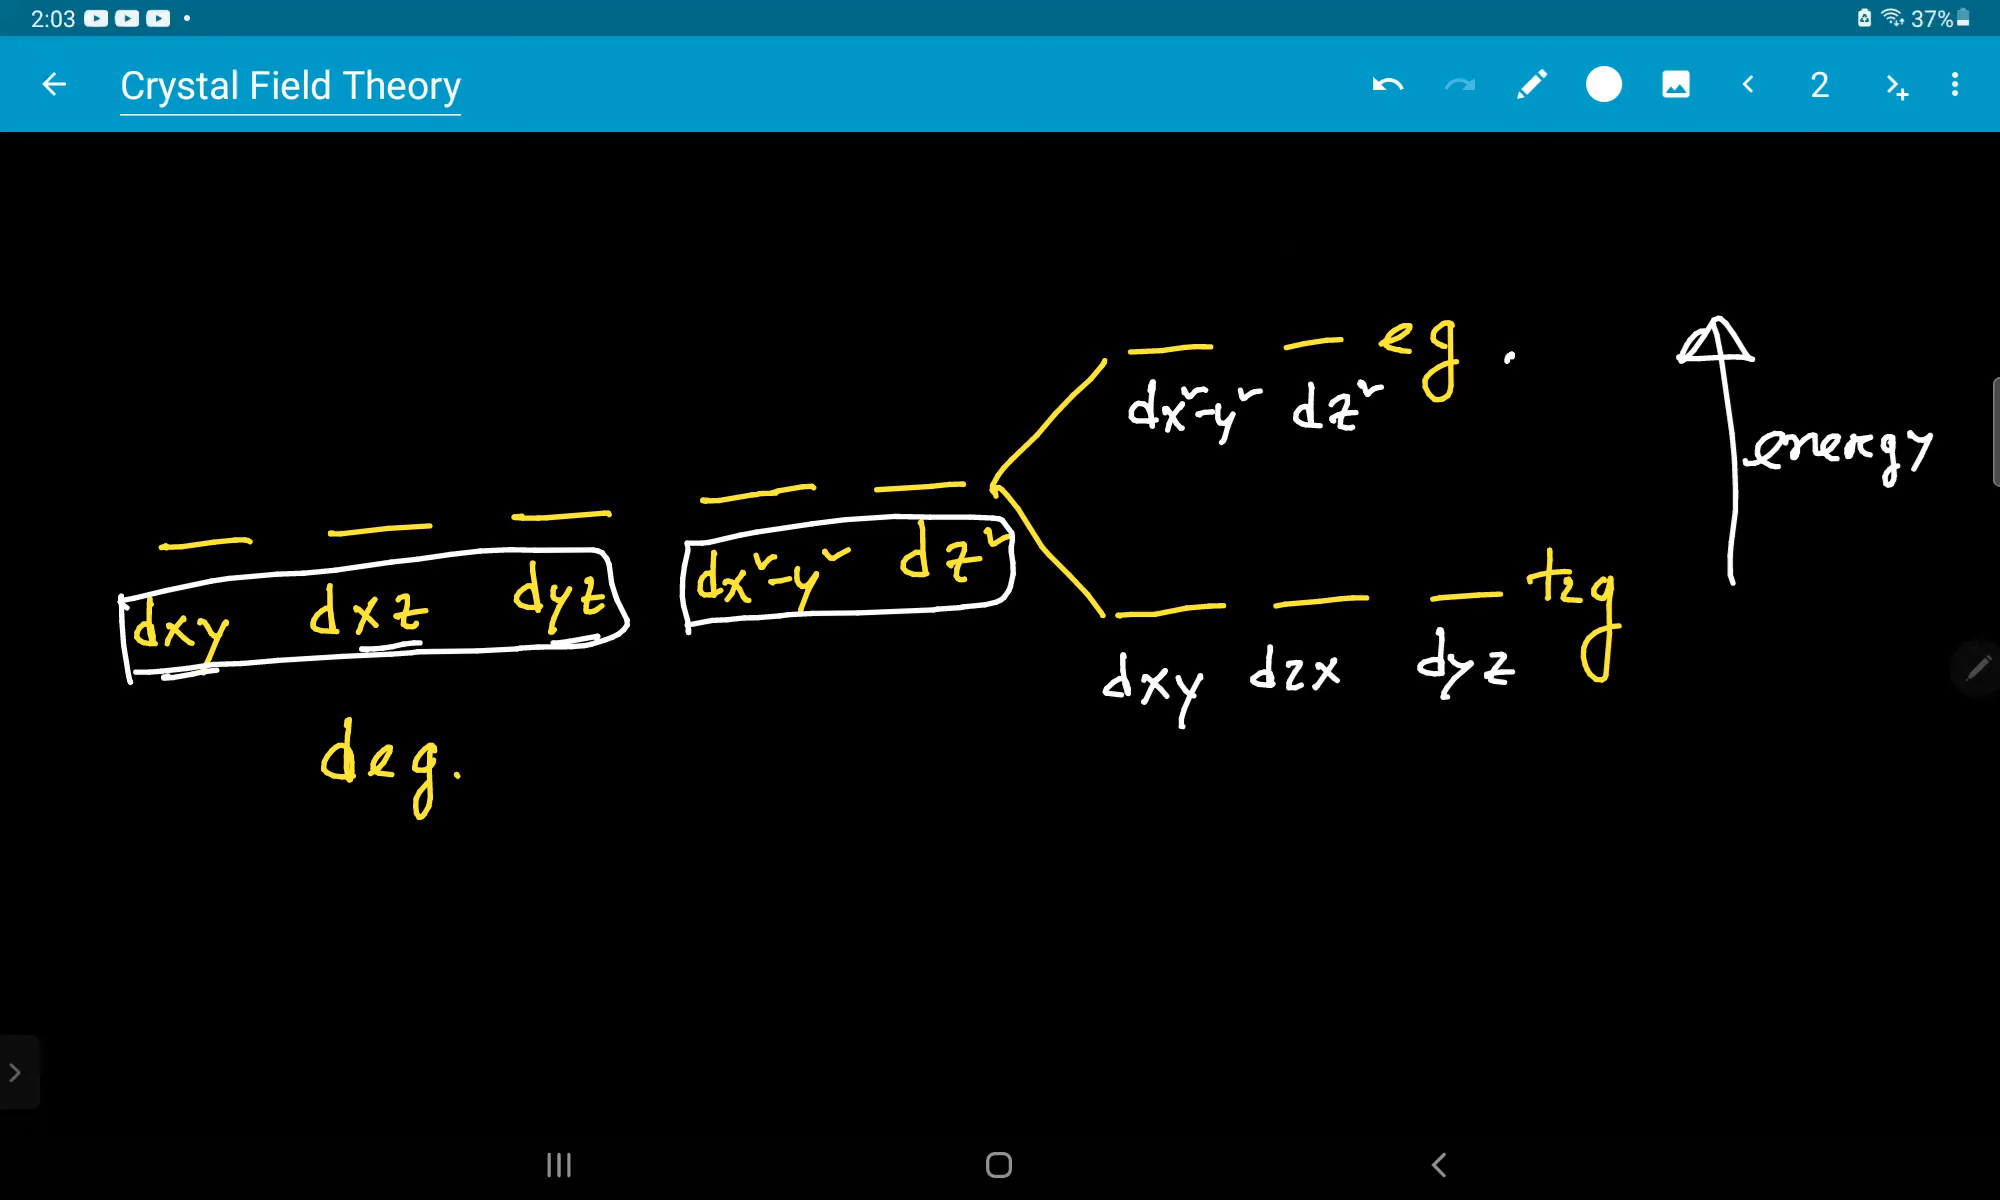 2:03
37%
Crystal Field Theory
2
eg .
dx²-y² dz²
energy
dxy dxz dyz dx²-y² dz²
t2g
dxy dzx dyz
deg.